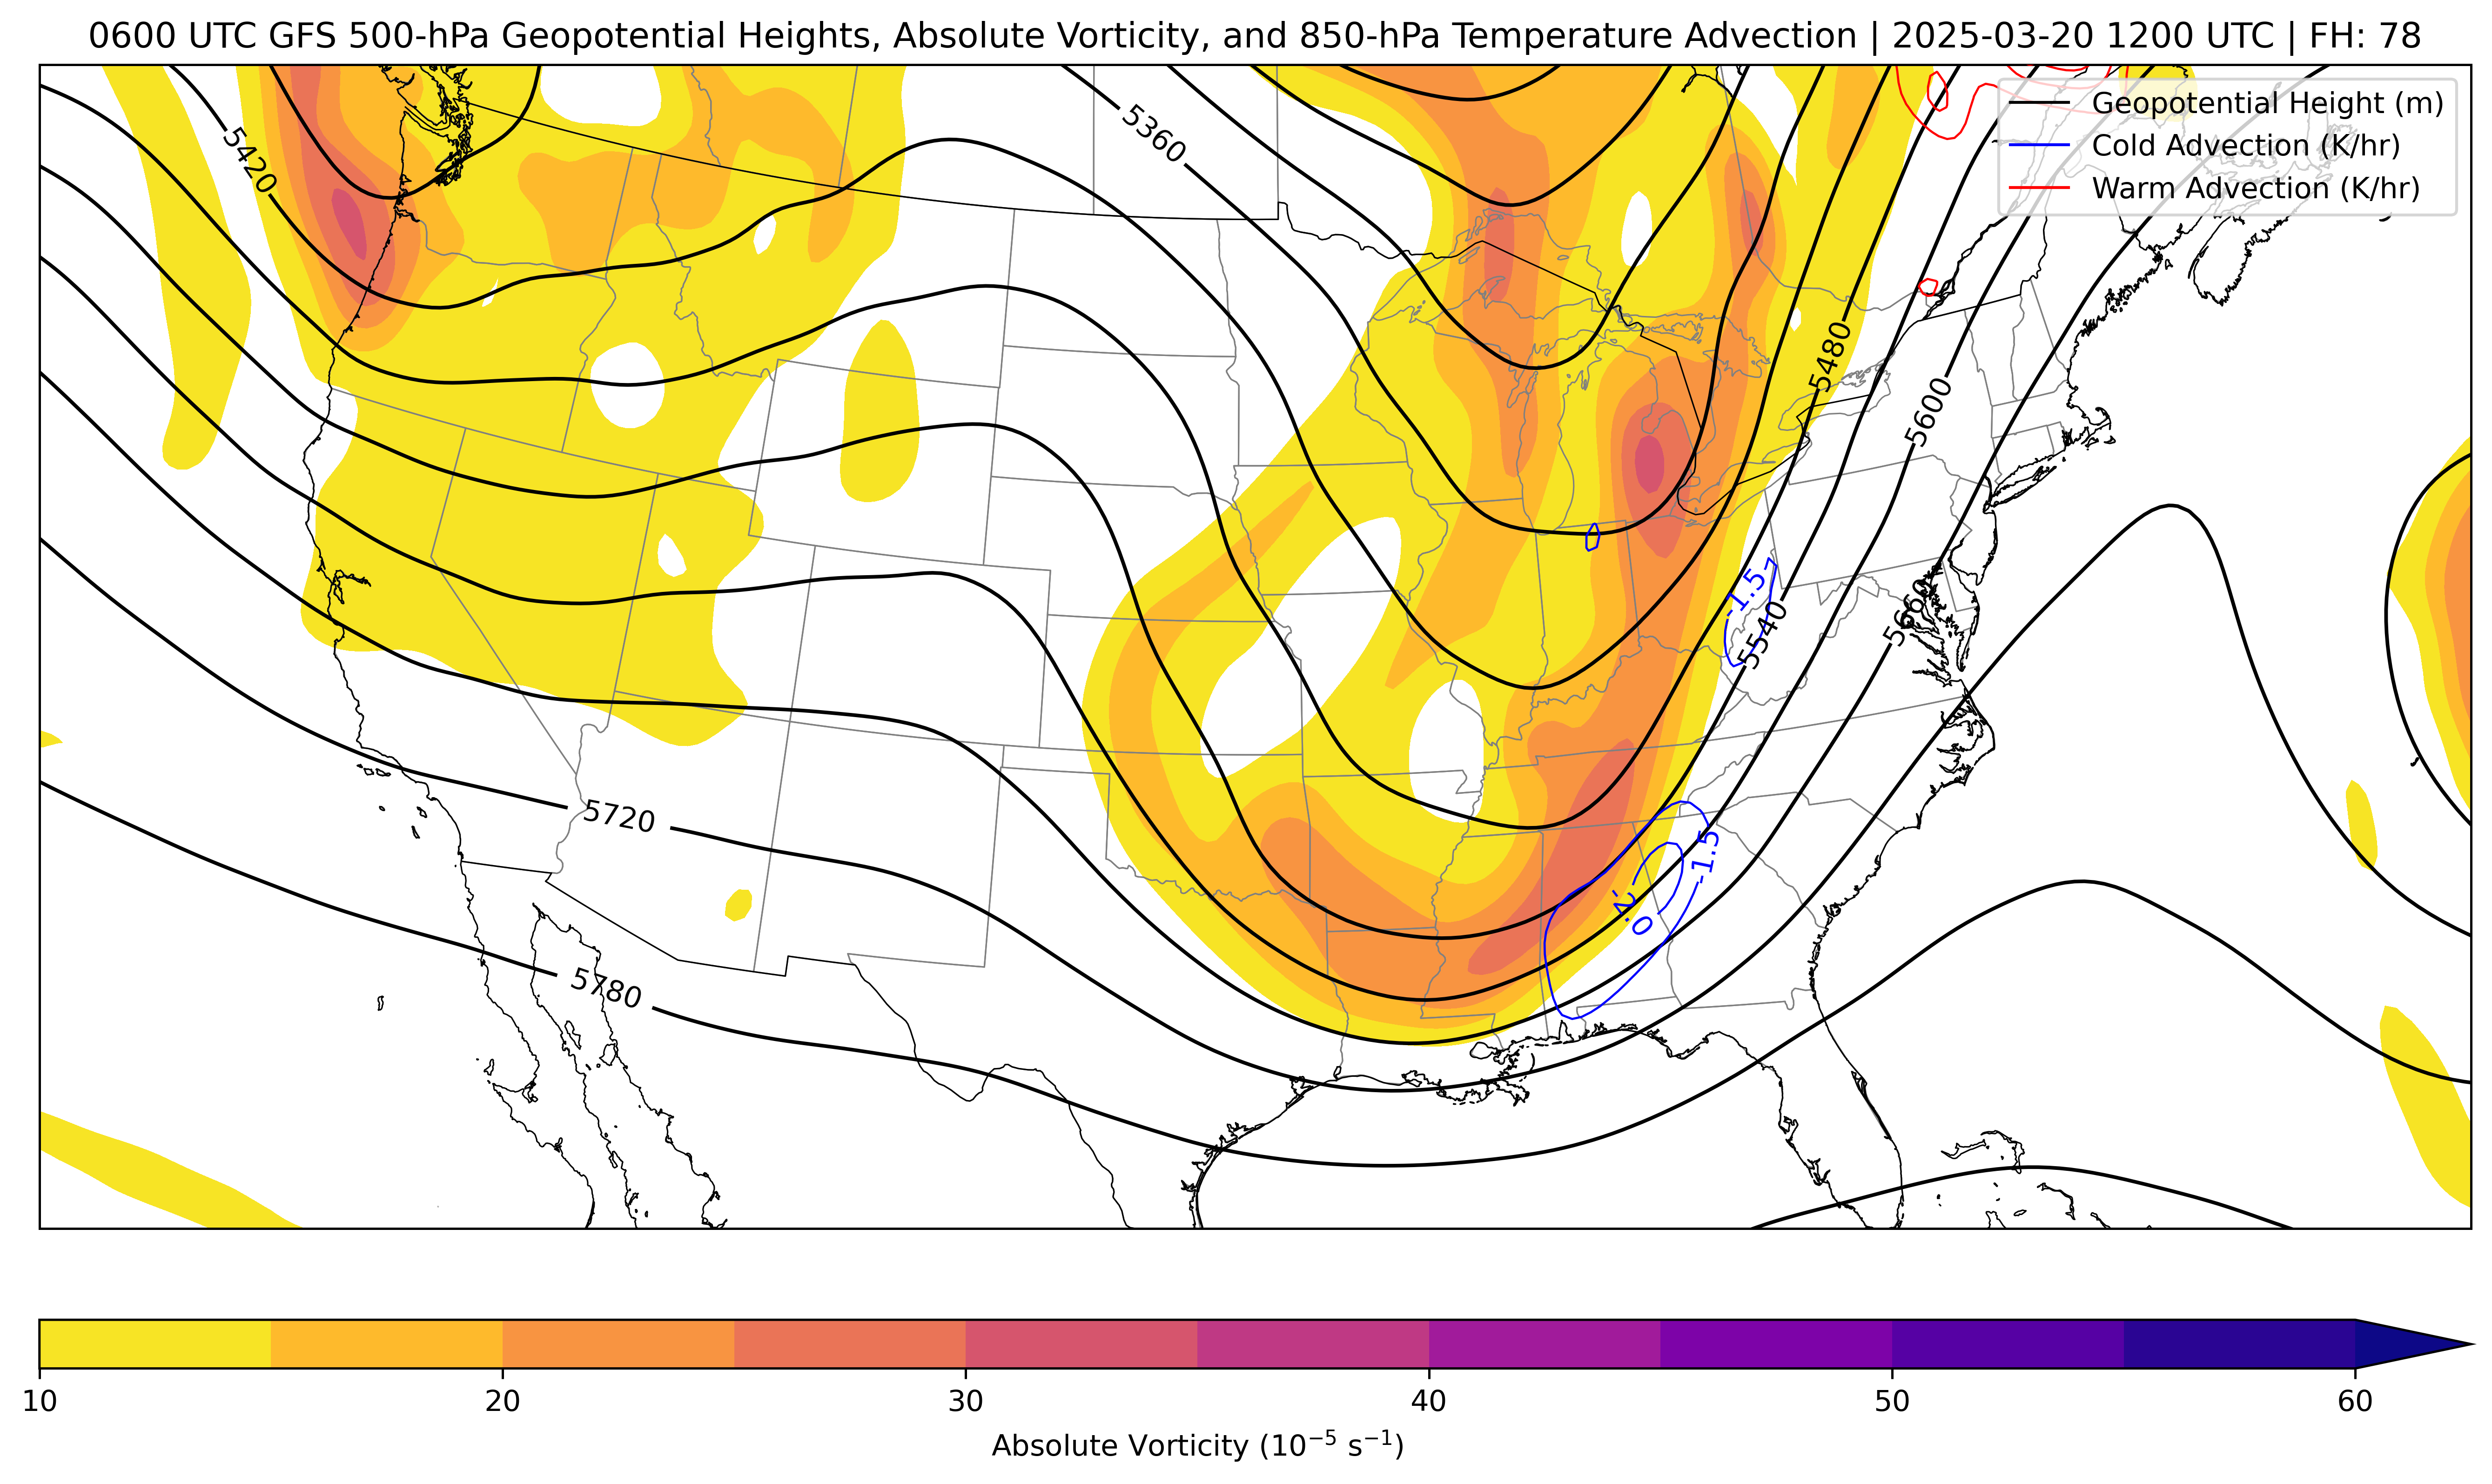 0600 UTC GFS 500-hPa Geopotential Heights, Absolute Vorticity, and 850-hPa Temperature Advection | 2025-03-20 1200 UTC | FH: 78
Geopotential Height (m)
Cold Advection (K/hr)
Warm Advection (K/hr)
5420
5360
5480
5600
-1.5
5540
5660
5720
-1.5
-2.0
5780
10 20 30 40 50 60
Absolute Vorticity (10⁻⁵ s⁻¹)